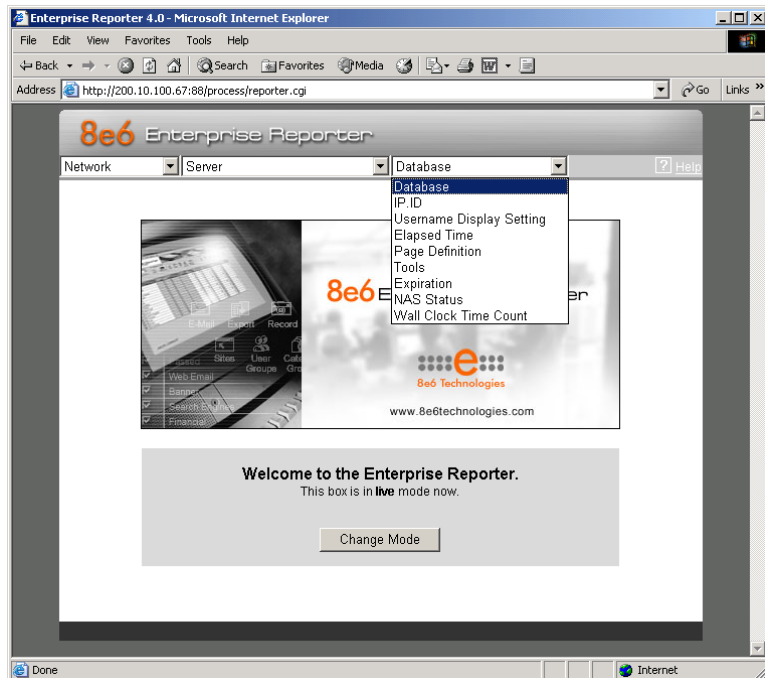 Enterprise Reporter 4.0 - Microsoft Internet Explorer
File Edit View Favorites Tools Help
Back Search Favorites Media
Address http://200.10.100.67:88/process/reporter.cgi Go Links »
8e6 Enterprise Reporter
Network Server Database ? Help
Database
IP.ID
Username Display Setting
Elapsed Time
Page Definition
Tools
Expiration
NAS Status
Wall Clock Time Count
8e6 E er
E-Mail Export Record
Sites User
Groups
Web Email
Banner
Search Engines
Financial
e
8e6 Technologies
www.8e6technologies.com
Welcome to the Enterprise Reporter.
This box is in live mode now.
Change Mode
Done Internet